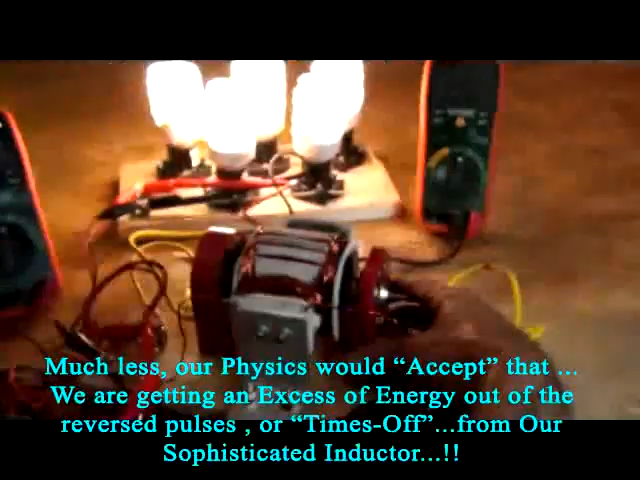 Much less, our Physics would “Accept” that ...
We are getting an Excess of Energy out of the
reversed pulses , or “Times-Off”...from Our
Sophisticated Inductor...!!